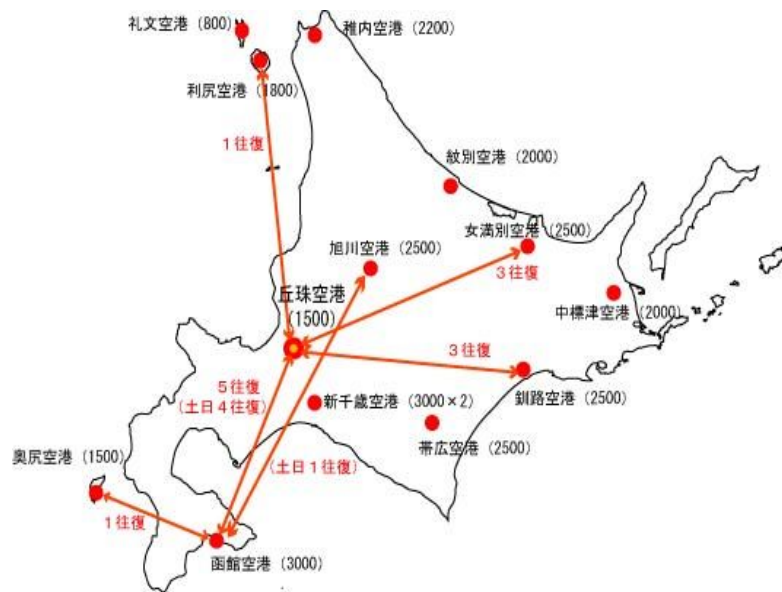 礼文空港(800)
稚内空港(2200)
利尻空港(1800)
1往復
紋別空港(2000)
女満別空港(2500)
旭川空港(2500)
3往復
丘珠空港
(1500)
中標津空港(2000)
3往復
5往復
(土日4往復)
新千歳空港(3000×2)
釧路空港(2500)
帯広空港(2500)
奥尻空港(1500)
(土日1往復)
1往復
函館空港(3000)